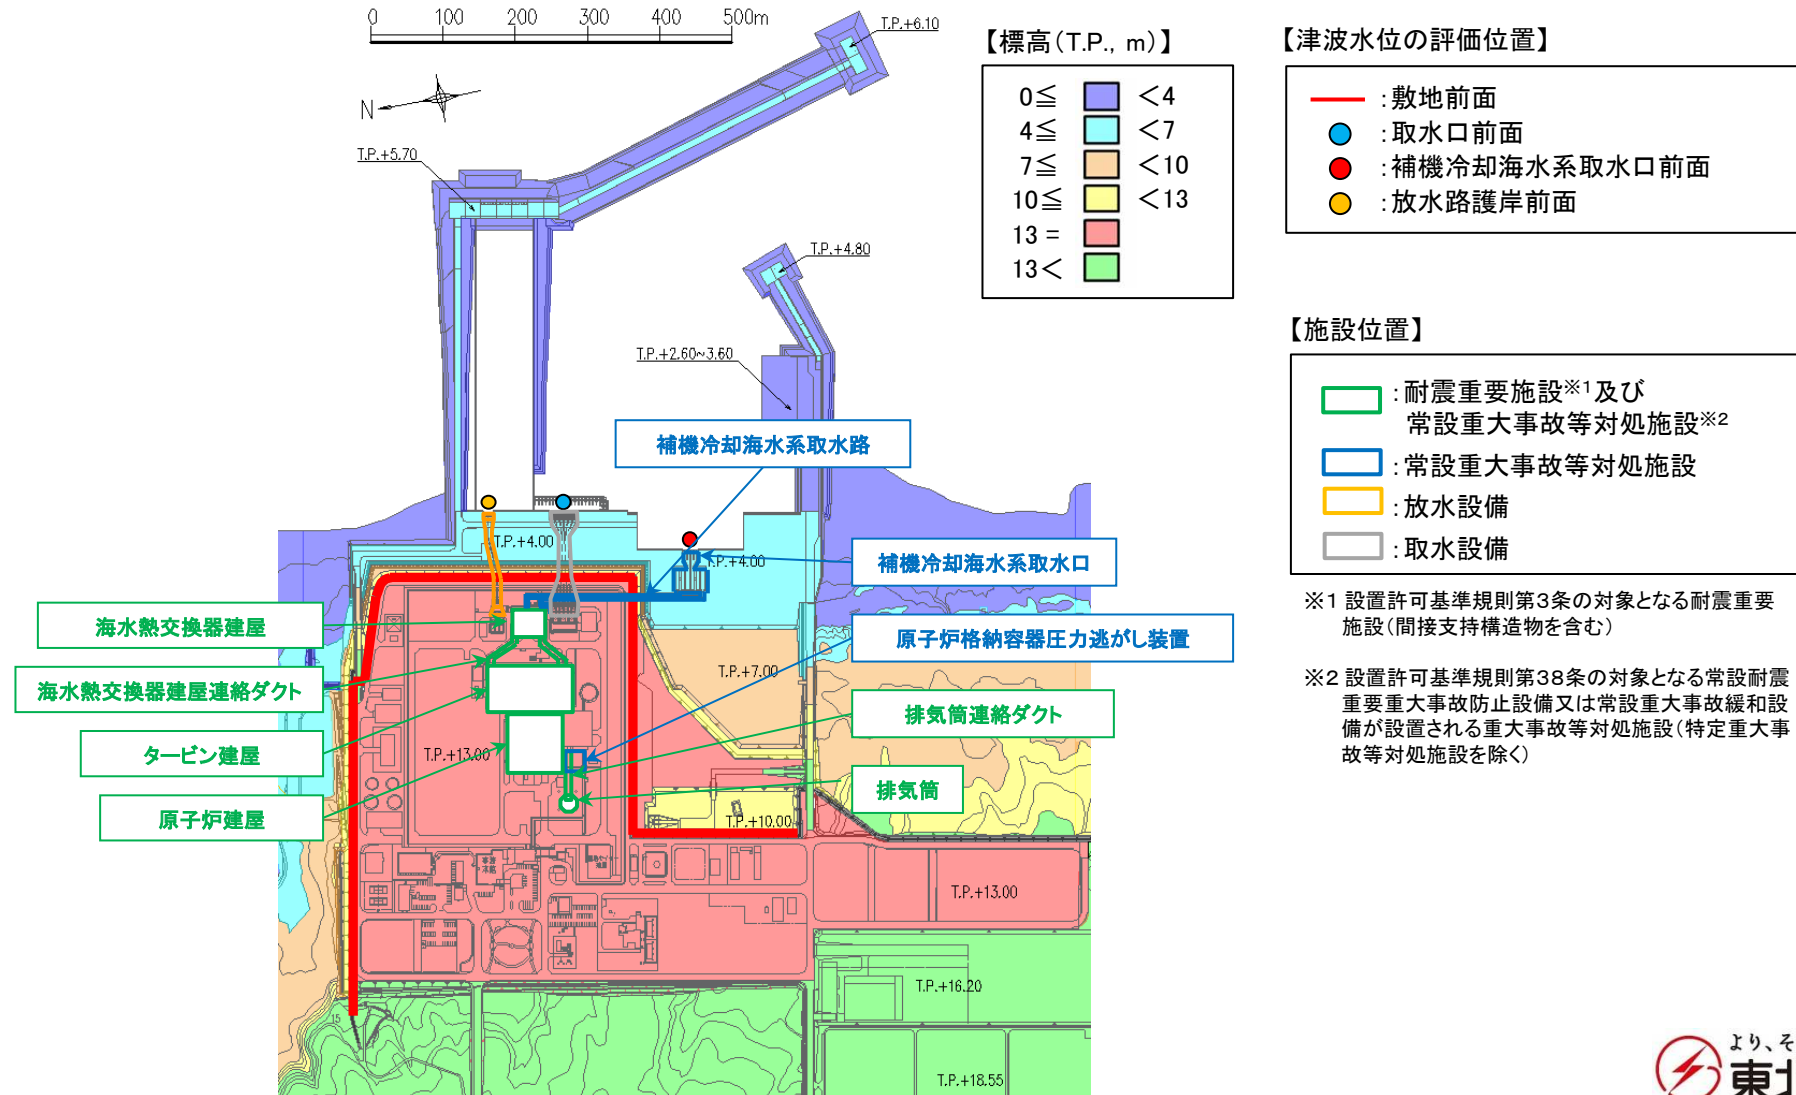 0 100 200 300 400 500m
N
T.P.+6.10
T.P.+5.70
T.P.+4.80
T.P.+2.60~3.60
【標高(T.P., m)】
0≦ <4
4≦ <7
7≦ <10
10≦ <13
13 =
13<
【津波水位の評価位置】
:敷地前面
:取水口前面
:補機冷却海水系取水口前面
:放水路護岸前面
【施設位置】
:耐震重要施設※1及び
常設重大事故等対処施設※2
:常設重大事故等対処施設
:放水設備
:取水設備
※1 設置許可基準規則第3条の対象となる耐震重要
施設(間接支持構造物を含む)
※2 設置許可基準規則第38条の対象となる常設耐震
重要重大事故防止設備又は常設重大事故緩和設
備が設置される重大事故等対処施設(特定重大事
故等対処施設を除く)
補機冷却海水系取水路
T.P.+4.00
T.P.+4.00
補機冷却海水系取水口
海水熱交換器建屋
原子炉格納容器圧力逃がし装置
T.P.+7.00
海水熱交換器建屋連絡ダクト
排気筒連絡ダクト
タービン建屋
T.P.+13.00
排気筒
原子炉建屋
T.P.+10.00
事務
本館
T.P.+13.00
T.P.+16.20
15
T.P.+18.55
より、そ
東北